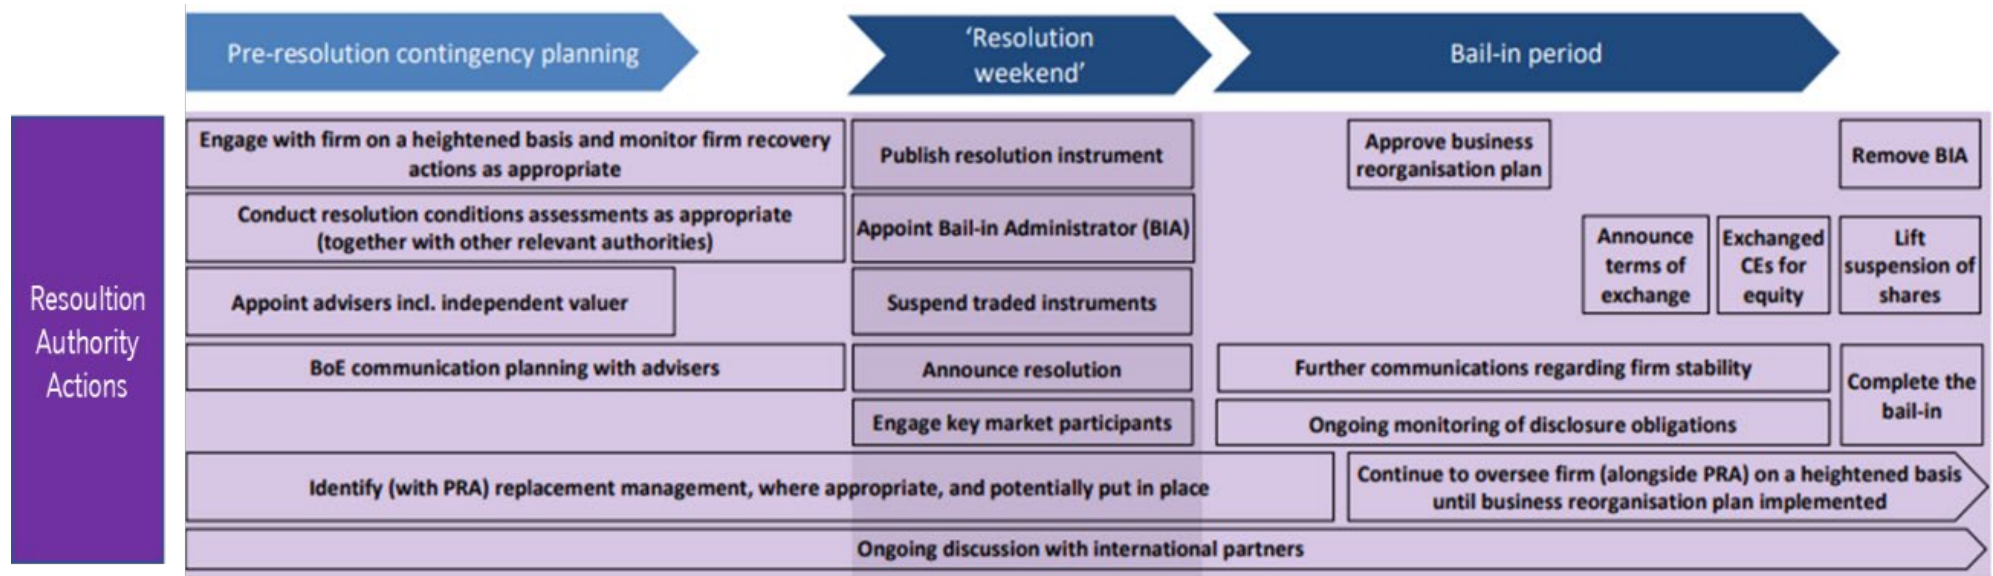 Pre-resolution contingency planning
‘Resolution
weekend’
Bail-in period
Resoultion
Authority
Actions
Engage with firm on a heightened basis and monitor firm recovery
actions as appropriate
Publish resolution instrument
Approve business
reorganisation plan
Remove BIA
Conduct resolution conditions assessments as appropriate
(together with other relevant authorities)
Appoint Bail-in Administrator (BIA)
Announce
terms of
exchange
Exchanged
CEs for
equity
Lift
suspension of
shares
Appoint advisers incl. independent valuer
Suspend traded instruments
BoE communication planning with advisers
Announce resolution
Further communications regarding firm stability
Complete the
bail-in
Engage key market participants
Ongoing monitoring of disclosure obligations
Identify (with PRA) replacement management, where appropriate, and potentially put in place
Continue to oversee firm (alongside PRA) on a heightened basis
until business reorganisation plan implemented
Ongoing discussion with international partners